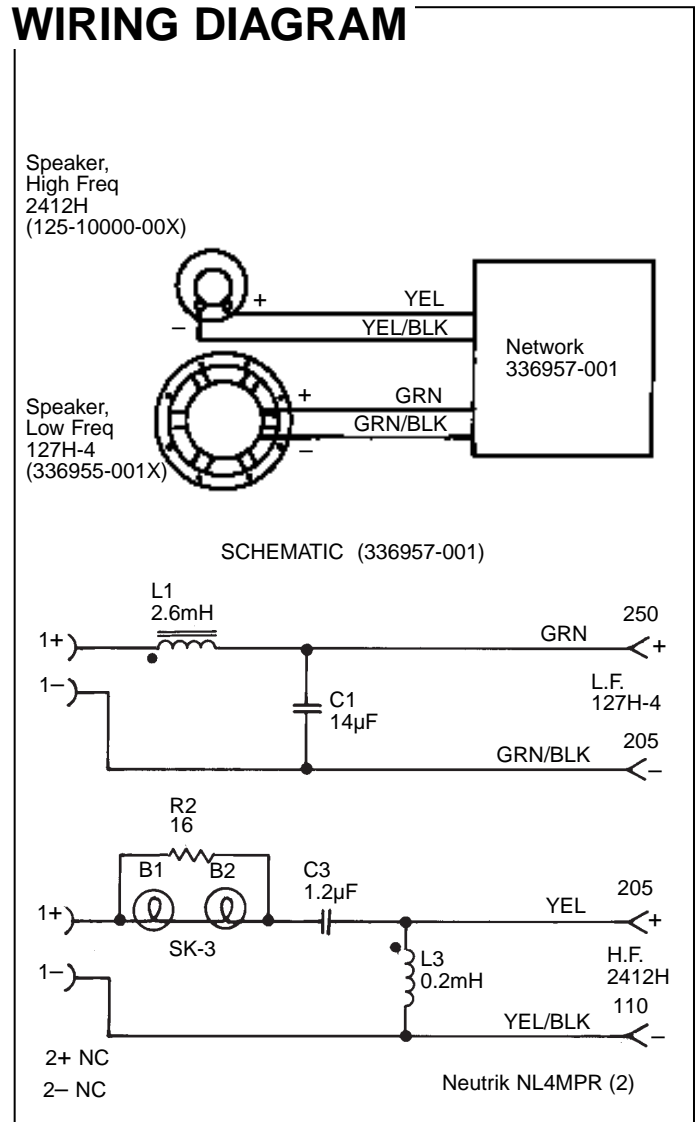 WIRING DIAGRAM
Speaker,
High Freq
2412H
(125-10000-00X)
+
YEL
–
YEL/BLK
Network
336957-001
Speaker,
Low Freq
127H-4
(336955-001X)
+
GRN
GRN/BLK
–
SCHEMATIC (336957-001)
L1
2.6mH
1+
GRN
250
+
1–
C1
14µF
L.F.
127H-4
GRN/BLK
205
–
R2
16
B1
B2
C3
1.2µF
1+
SK-3
YEL
205
+
1–
L3
0.2mH
H.F.
2412H
110
YEL/BLK
–
2+ NC
2– NC
Neutrik NL4MPR (2)